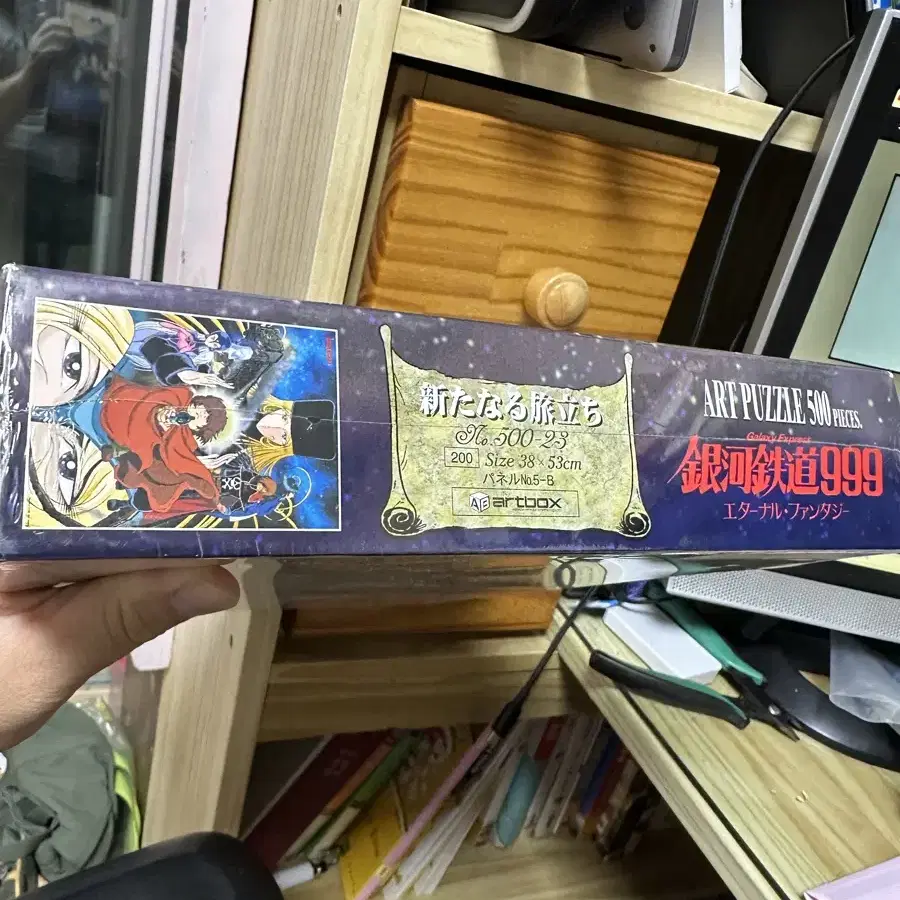 新たなる旅立ち
No.500-23
200 Size 38×53cm
パネルNo.5-B
AB artbox
ART PUZZLE 500 PIECES.
Galaxy Express
銀河鉄道999
エターナル・ファンタジー